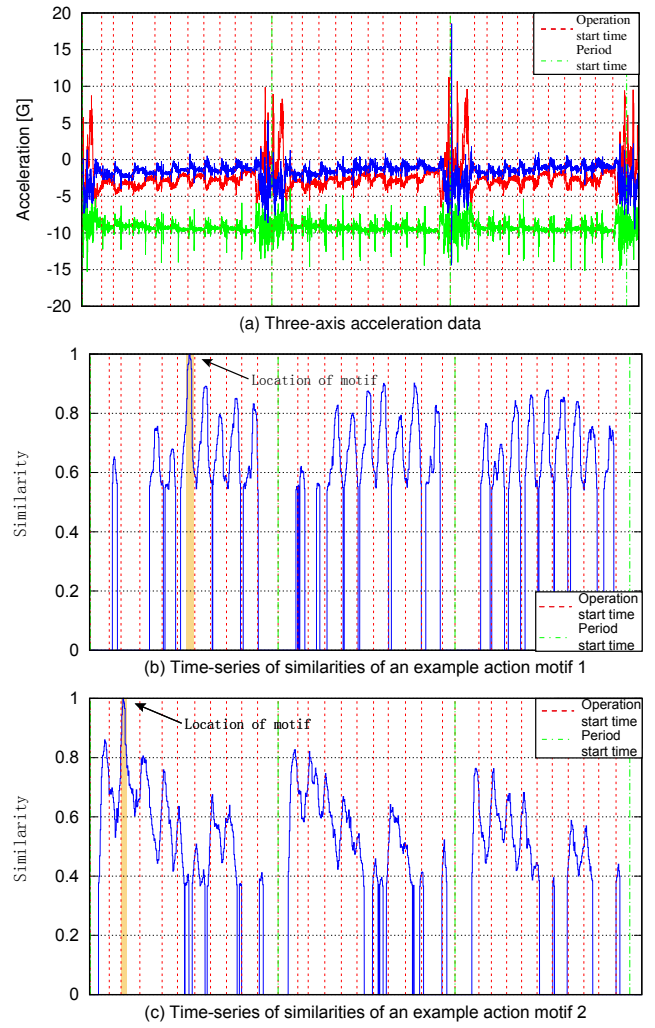 20
15
10
5
0
-5
-10
-15
20
Acceleration [G]
Operation
start time
Period
start time
(a) Three-axis acceleration data
1
0.8
0.6
0.4
0.2
0
Similarity
Location of motif
Operation
start time
Period
start time
(b) Time-series of similarities of an example action motif 1
1
0.8
0.6
0.4
0.2
0
Similarity
Location of motif
Operation
start time
Period
start time
(c) Time-series of similarities of an example action motif 2